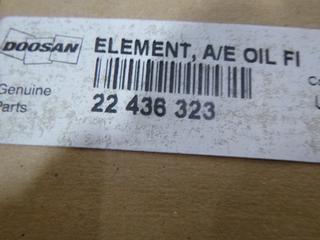 DOOSAN
ELEMENT, A/E OIL FI
Genuine
Parts
22 436 323